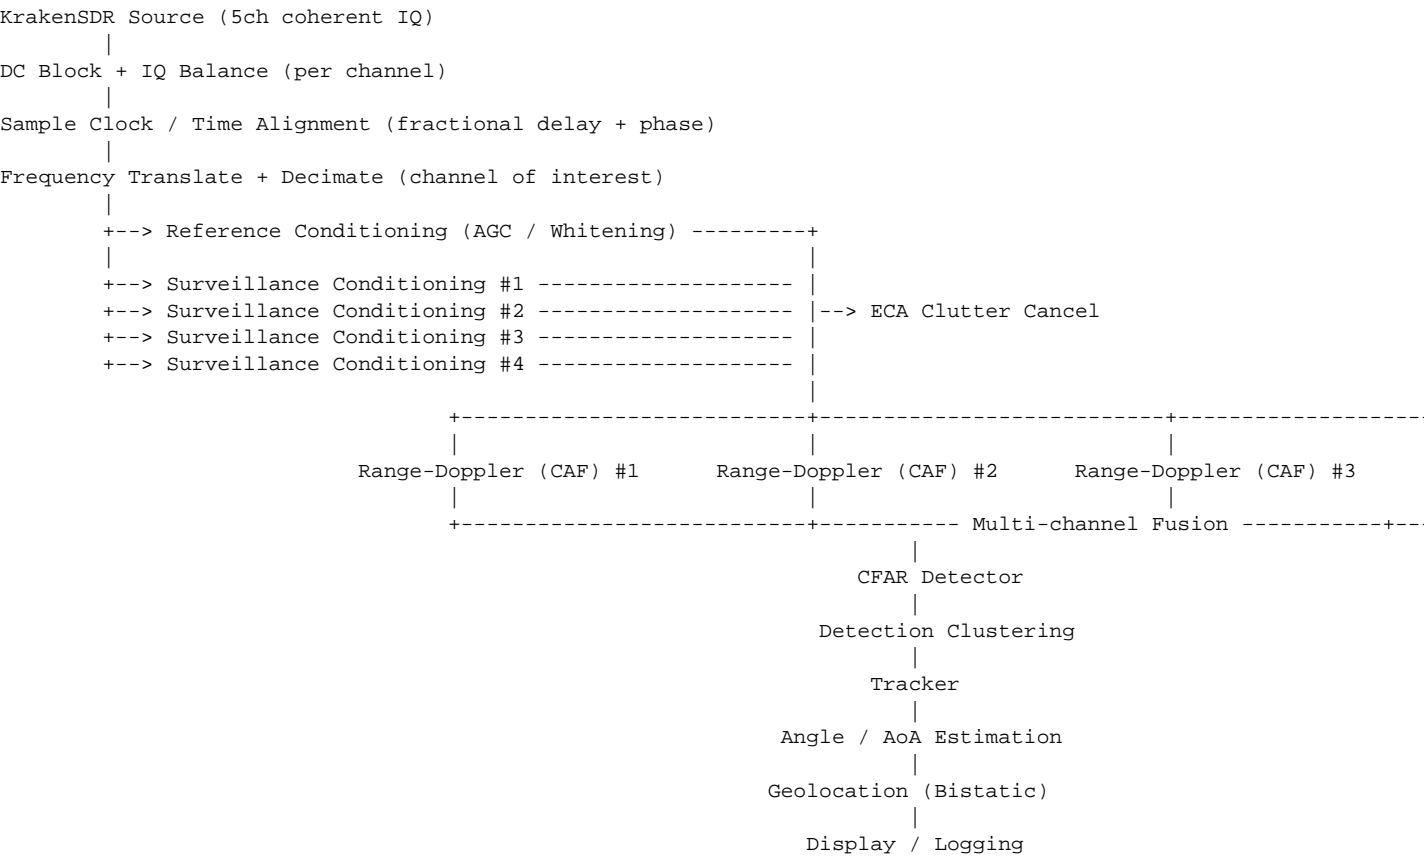 KrakenSDR Source (5ch coherent IQ)
|
DC Block + IQ Balance (per channel)
|
Sample Clock / Time Alignment (fractional delay + phase)
|
Frequency Translate + Decimate (channel of interest)
|
+--> Reference Conditioning (AGC / Whitening) ---------+
| |
+--> Surveillance Conditioning #1 -------------------- |
+--> Surveillance Conditioning #2 -------------------- |--> ECA Clutter Cancel
+--> Surveillance Conditioning #3 -------------------- |
+--> Surveillance Conditioning #4 -------------------- |
|
+---------------------------+---------------------------+--------------------
| | |
Range-Doppler (CAF) #1 Range-Doppler (CAF) #2 Range-Doppler (CAF) #3
| | |
+---------------------------+----------- Multi-channel Fusion -----------+---
|
CFAR Detector
|
Detection Clustering
|
Tracker
|
Angle / AoA Estimation
|
Geolocation (Bistatic)
|
Display / Logging